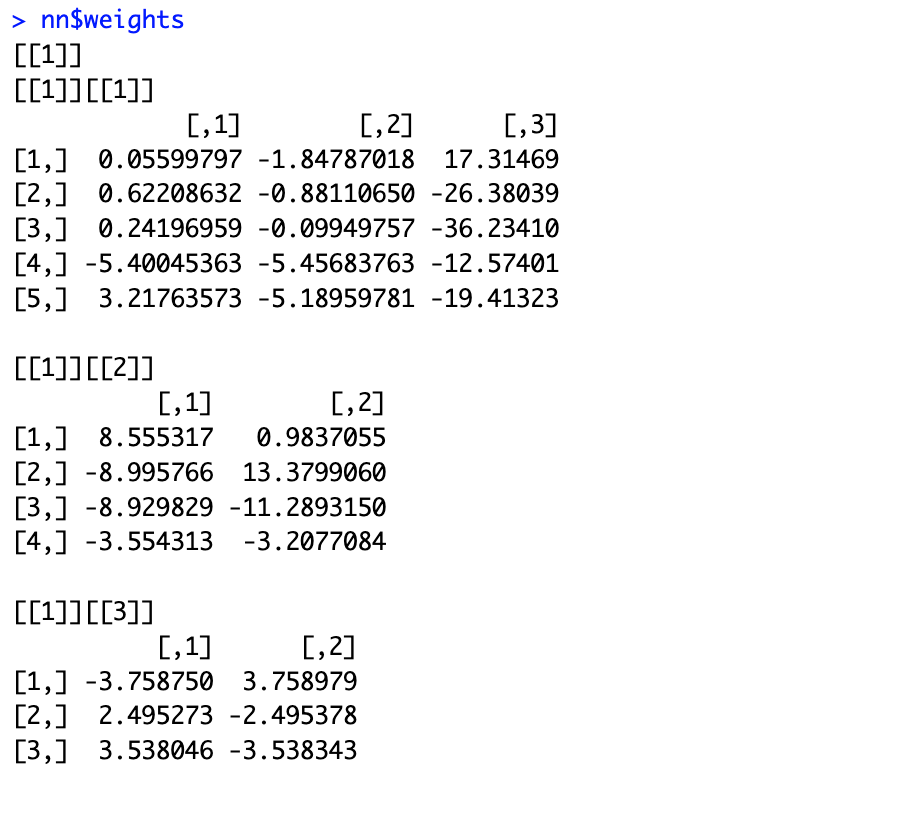 > nn$weights
[[1]]
[[1]][[1]]
            [,1]        [,2]      [,3]
[1,]  0.05599797 -1.84787018  17.31469
[2,]  0.62208632 -0.88110650 -26.38039
[3,]  0.24196959 -0.09949757 -36.23410
[4,] -5.40045363 -5.45683763 -12.57401
[5,]  3.21763573 -5.18959781 -19.41323
[[1]][[2]]
          [,1]        [,2]
[1,]  8.555317   0.9837055
[2,] -8.995766  13.3799060
[3,] -8.929829 -11.2893150
[4,] -3.554313  -3.2077084
[[1]][[3]]
          [,1]      [,2]
[1,] -3.758750  3.758979
[2,]  2.495273 -2.495378
[3,]  3.538046 -3.538343